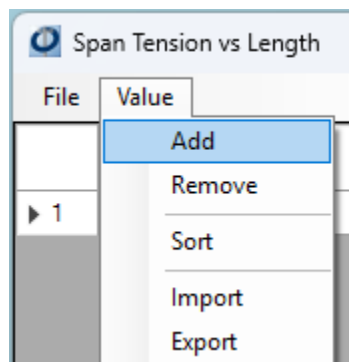 Span Tension vs Length
File Value
Add
Remove
1
Sort
Import
Export